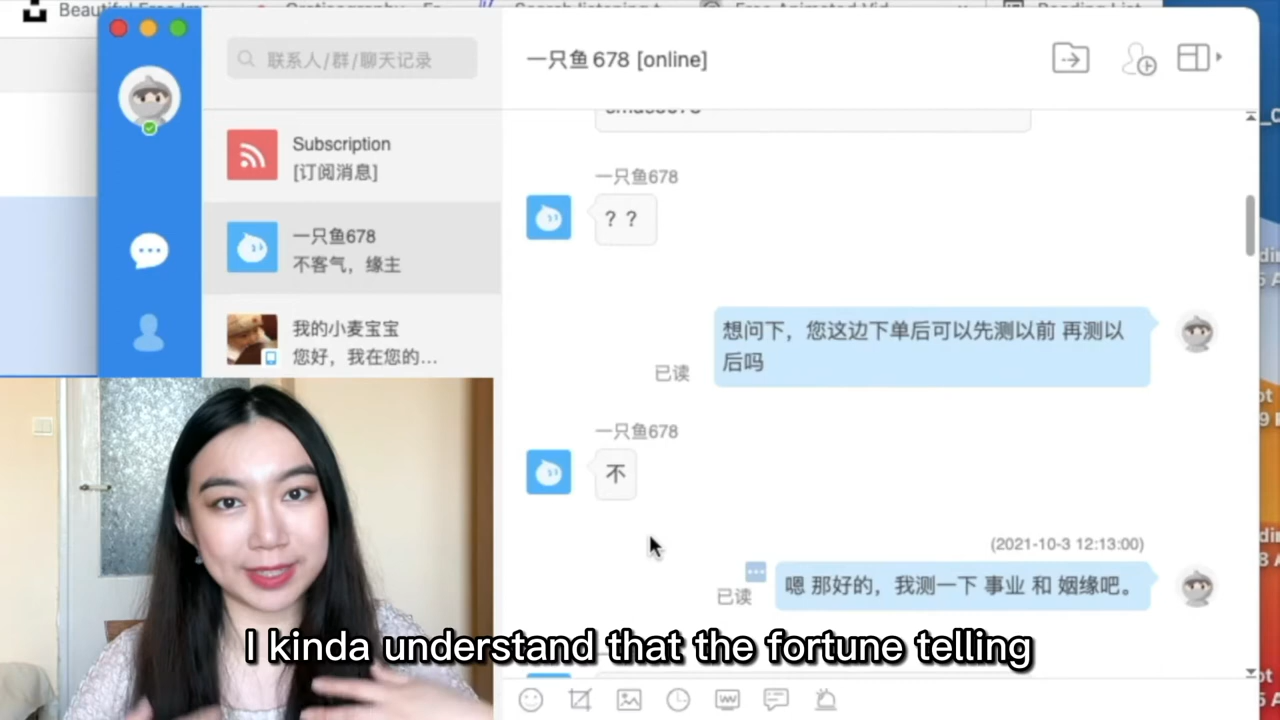 联系人/群/聊天记录
Subscription
[订阅消息]
一只鱼678
不客气，缘主
我的小麦宝宝
您好，我在您的…
一只鱼678 [online]
一只鱼678
？？
想问下，您这边下单后可以先测以前 再测以
后吗
已读
一只鱼678
不
(2021-10-3 12:13:00)
嗯 那好的，我测一下 事业 和 姻缘吧。
已读
I kinda understand that the fortune telling